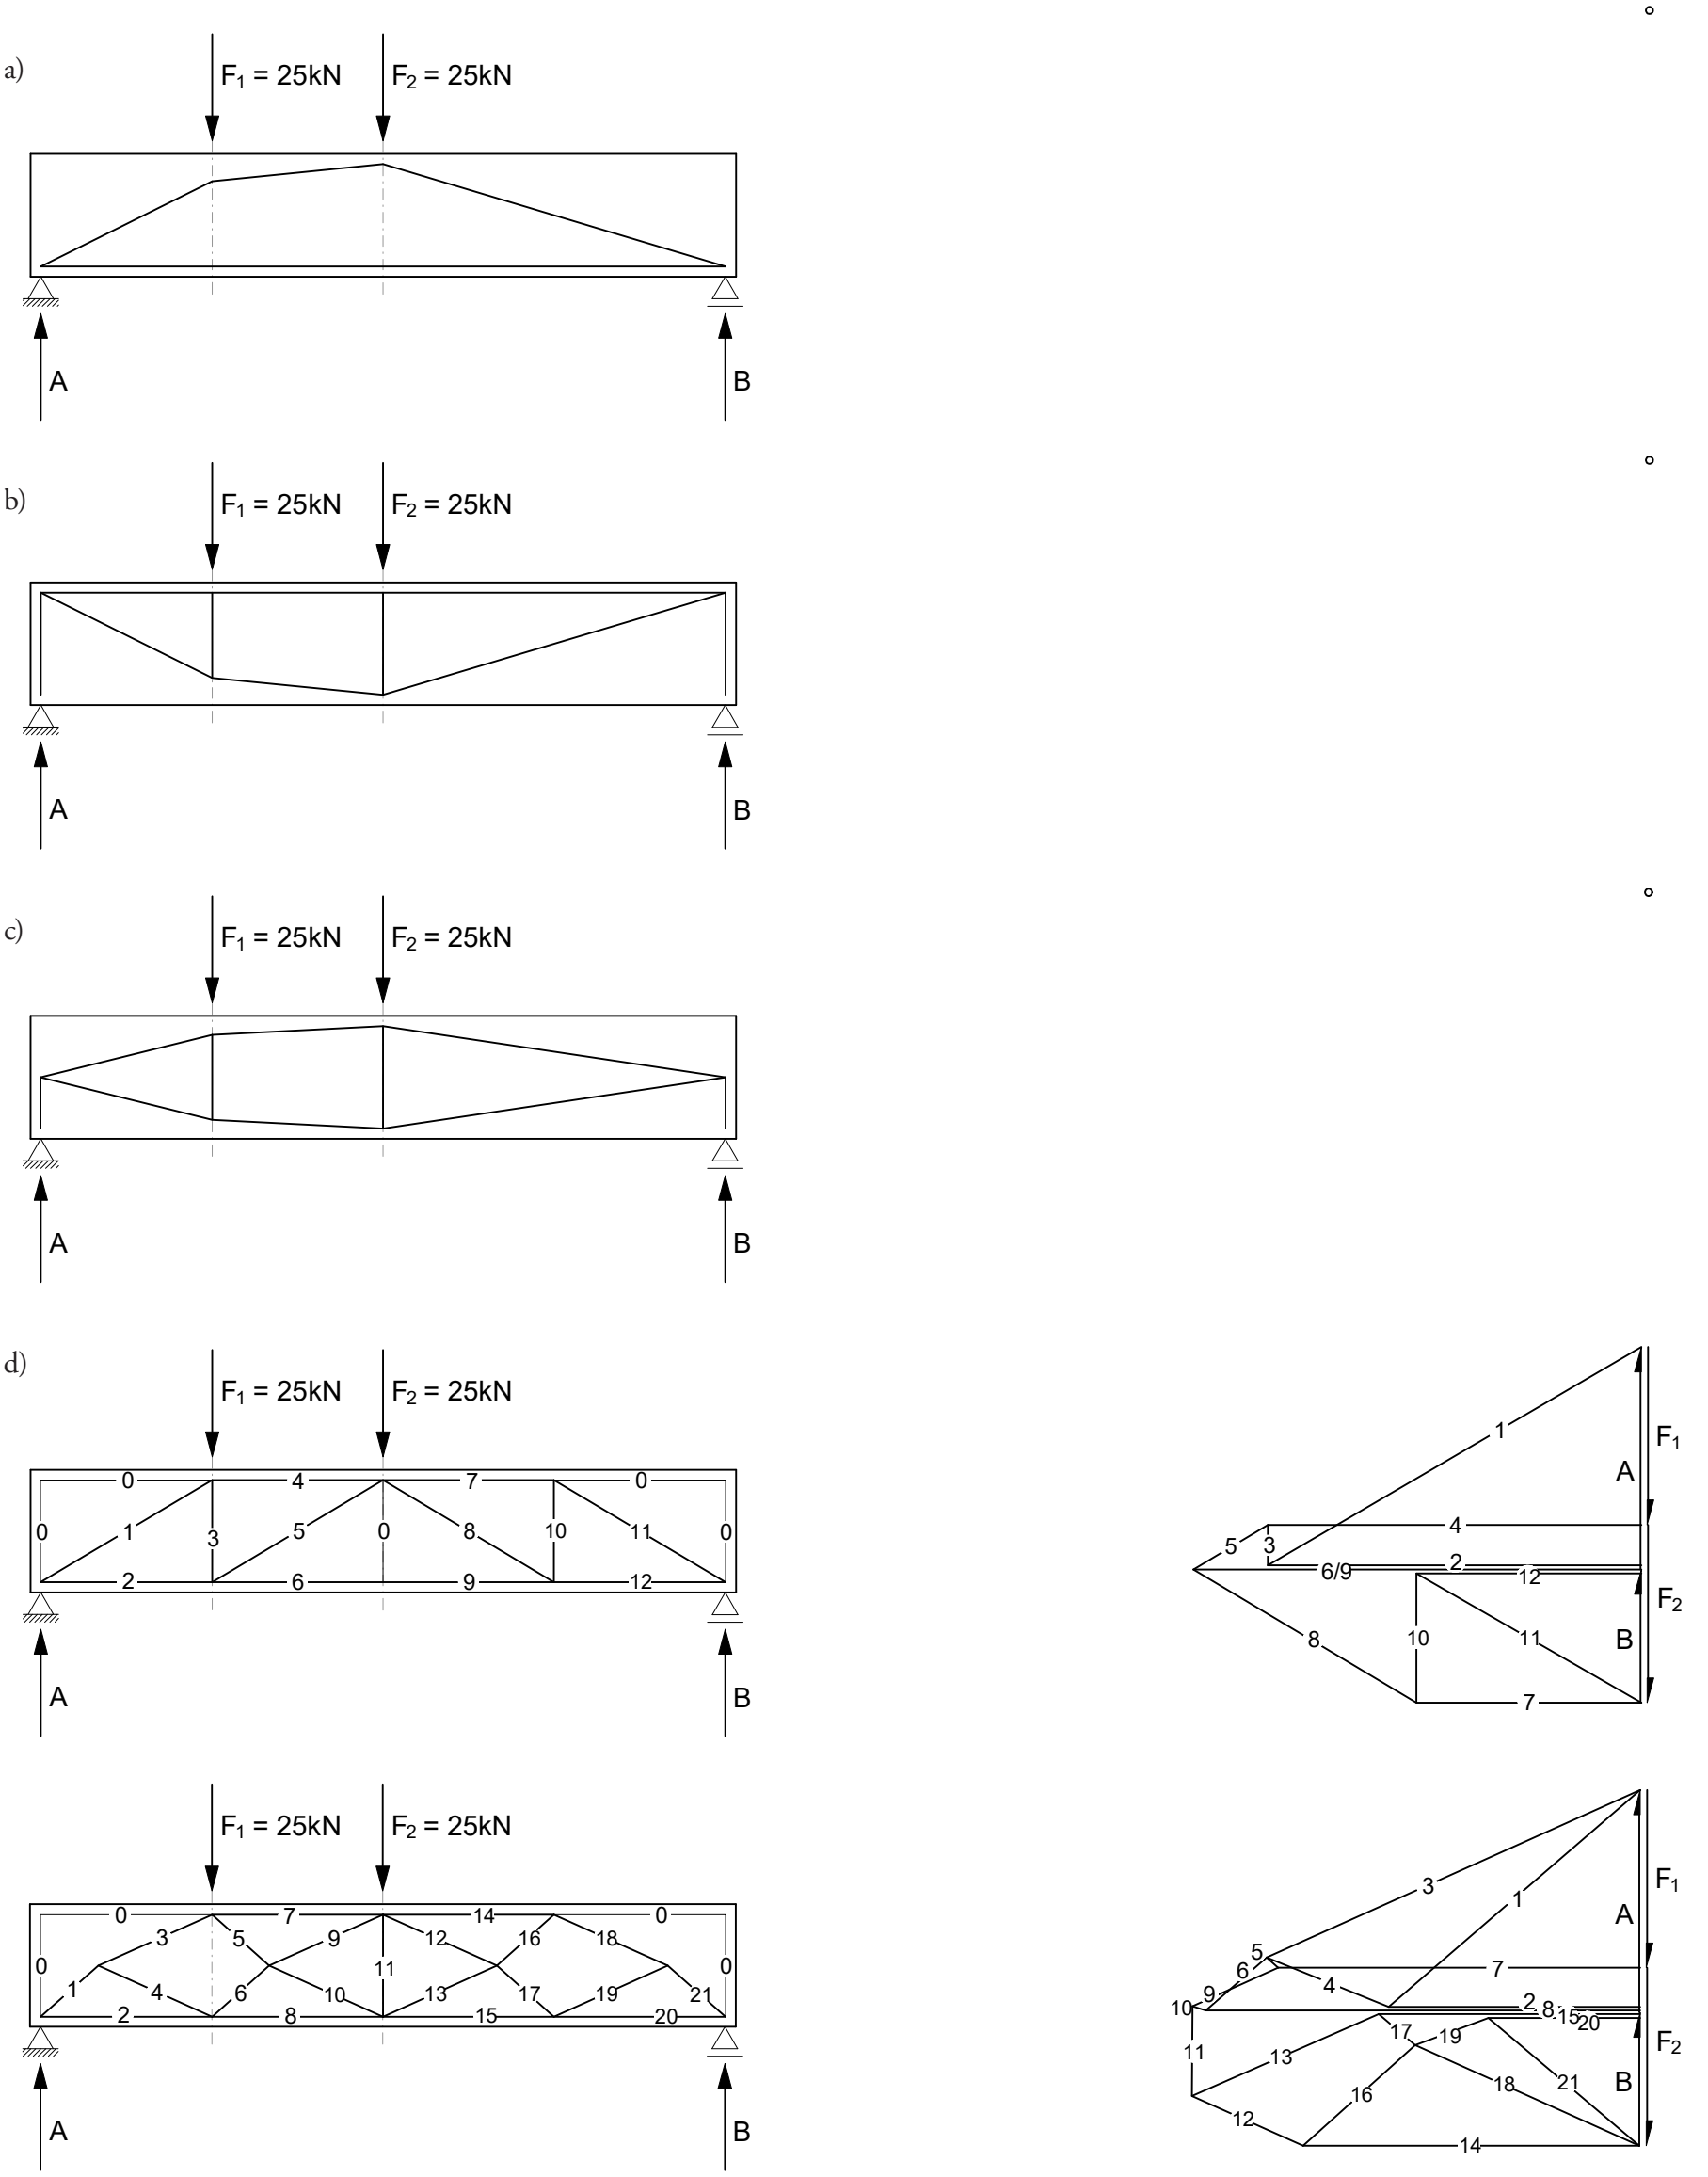 a)
F₁ = 25kN F₂ = 25kN
A B
b)
F₁ = 25kN F₂ = 25kN
A B
c)
F₁ = 25kN F₂ = 25kN
A B
d)
F₁ = 25kN F₂ = 25kN
0 4 7 0
0 1 3 5 0 8 10 11 0
2 6 9 12
A B
1
F₁
A
4
5 3
6/9 2
12
F₂
8 10 11 B
7
F₁ = 25kN F₂ = 25kN
0 7 14 0
3 5 9 12 16 18
0 11 0
1 4 6 10 13 17 19 21
2 8 15 20
A B
F₁
3 1 A
5
6 7
9 4
10 2 8 15 20
17 19 F₂
11 13
16 18 21 B
12
14